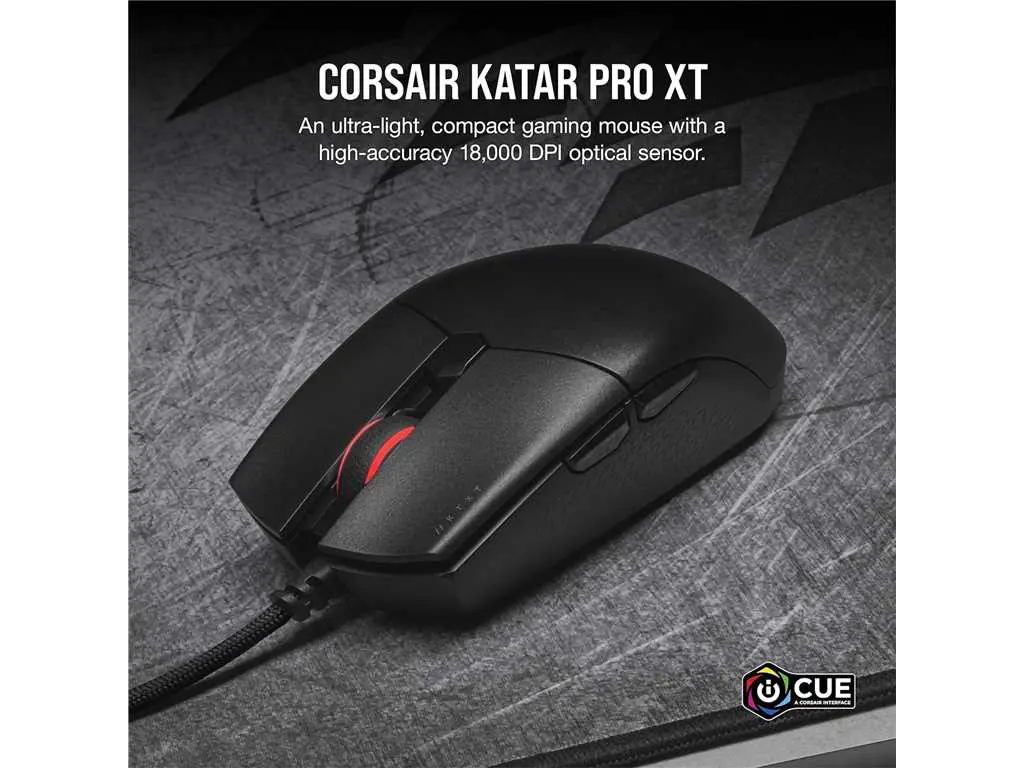 CORSAIR KATAR PRO XT
An ultra-light, compact gaming mouse with a
high-accuracy 18,000 DPI optical sensor.
// KTXT
CUE
A CORSAIR INTERFACE